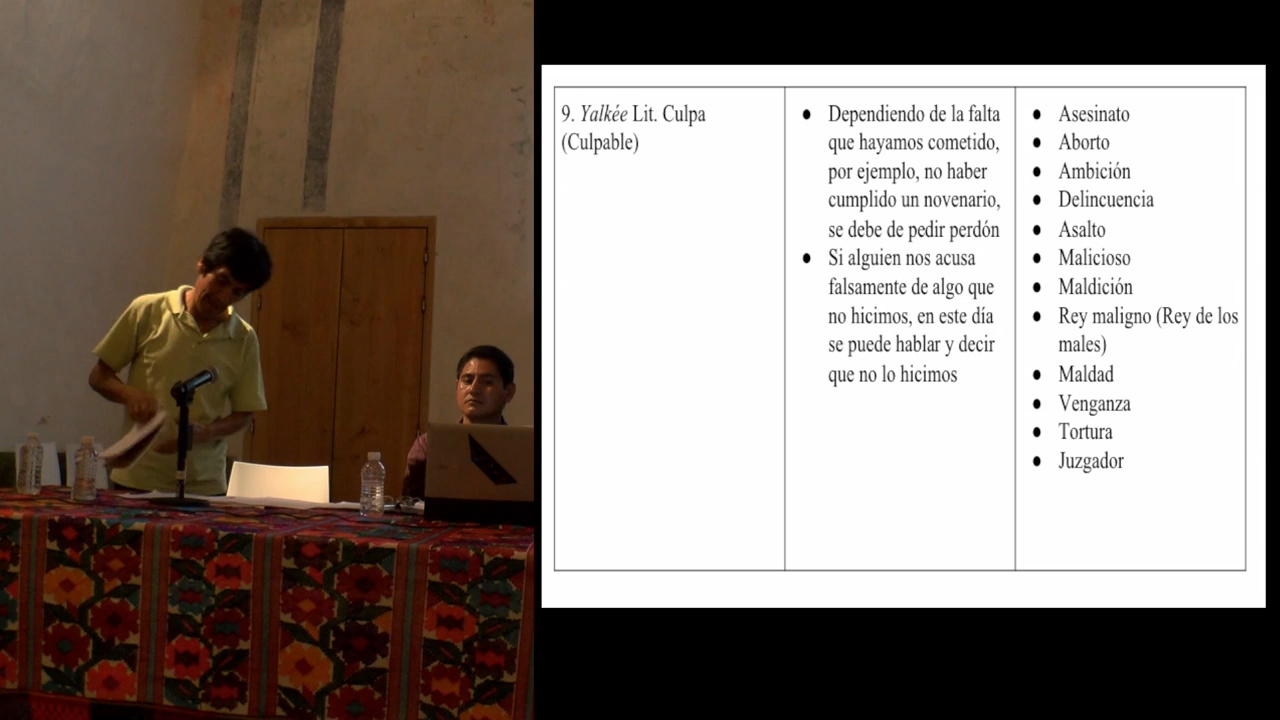 9. Yalkée Lit. Culpa
(Culpable)
● Dependiendo de la falta
que hayamos cometido,
por ejemplo, no haber
cumplido un novenario,
se debe de pedir perdón
● Si alguien nos acusa
falsamente de algo que
no hicimos, en este día
se puede hablar y decir
que no lo hicimos
● Asesinato
● Aborto
● Ambición
● Delincuencia
● Asalto
● Malicioso
● Maldición
● Rey maligno (Rey de los
males)
● Maldad
● Venganza
● Tortura
● Juzgador